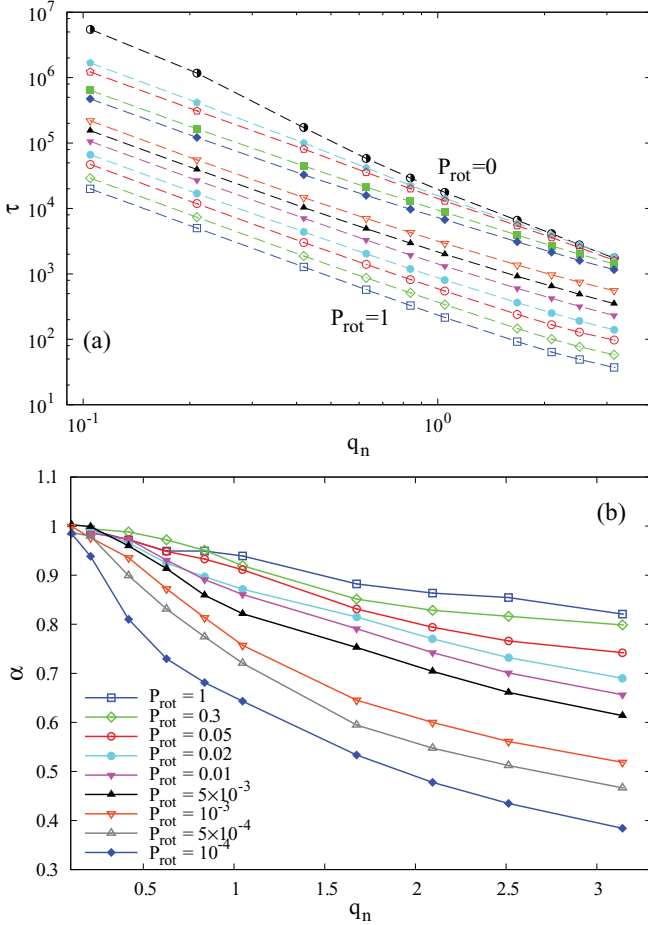 10^7
10^6
10^5
10^4
10^3
10^2
10^1
τ
P_rot=0
P_rot=1
(a)
10^-1 10^0
q_n
1.1
1
0.9
0.8
0.7
0.6
0.5
0.4
0.3
α
(b)
P_rot = 1
P_rot = 0.3
P_rot = 0.05
P_rot = 0.02
P_rot = 0.01
P_rot = 5×10^-3
P_rot = 10^-3
P_rot = 5×10^-4
P_rot = 10^-4
0.5 1 1.5 2 2.5 3
q_n